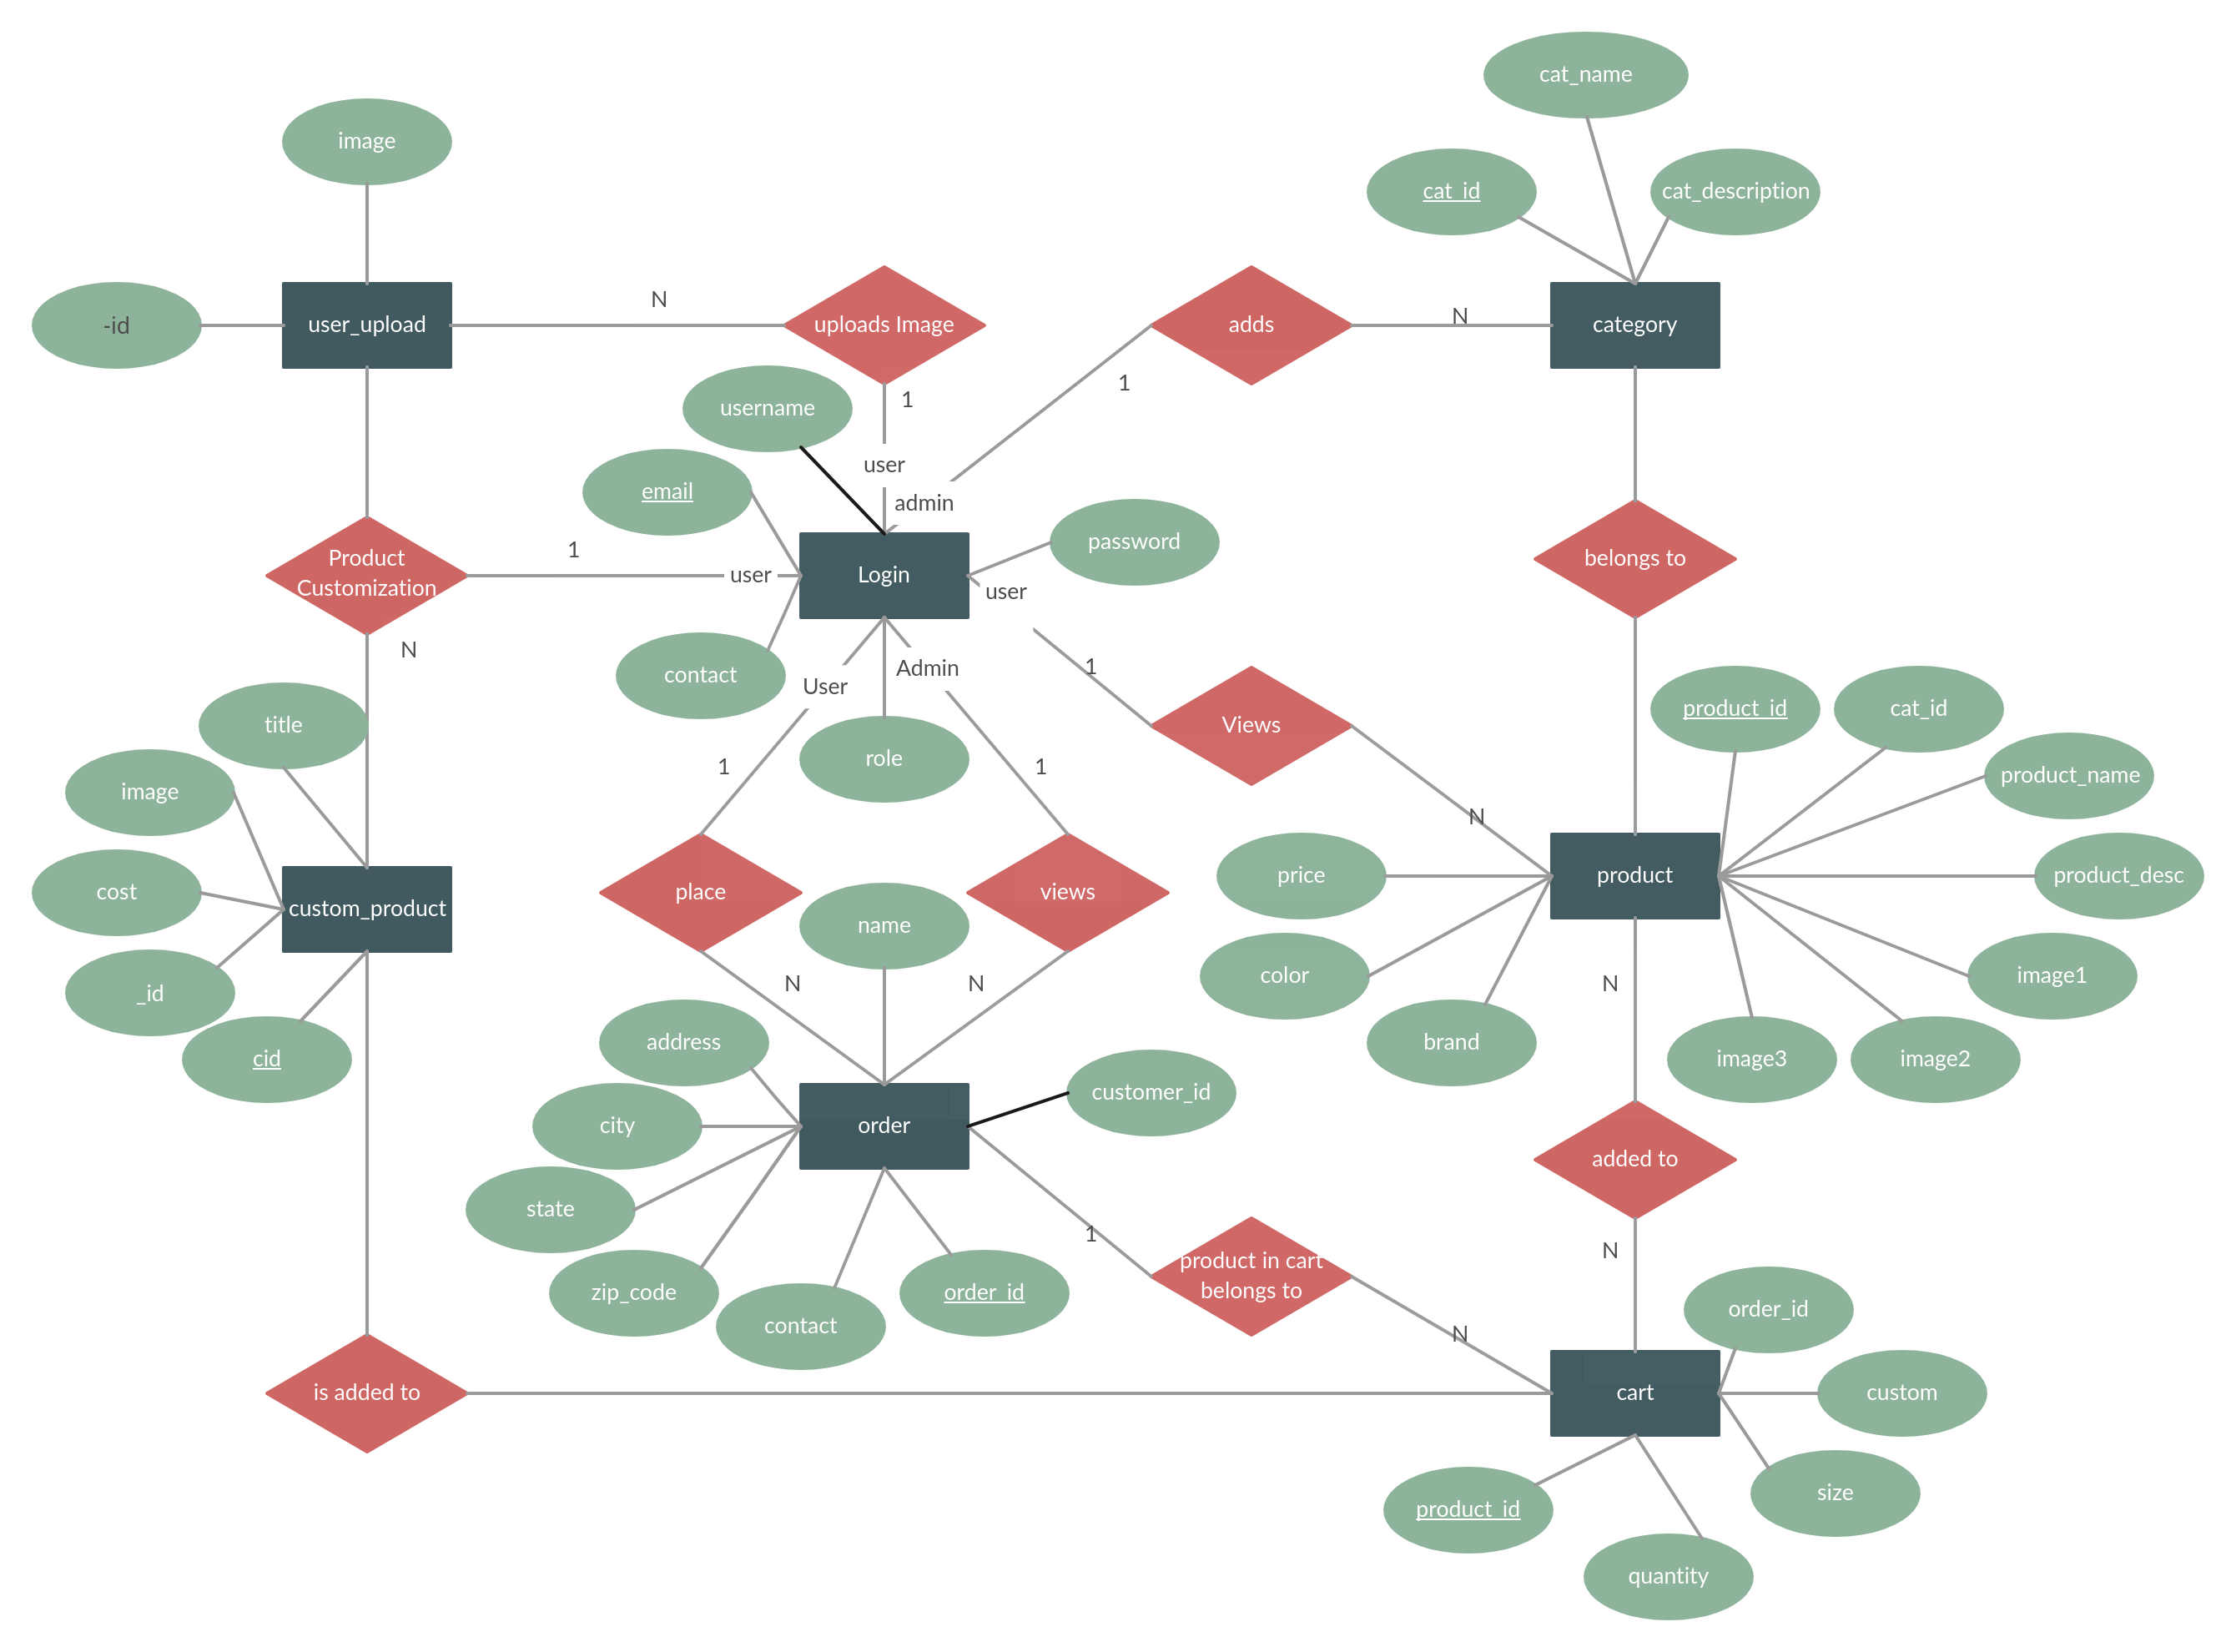 cat_name
image
cat_id
cat_description
N
-id
user_upload
uploads Image
adds
N
category
1
1
username
user
email
admin
password
1
Product
Customization
user
Login
user
belongs to
N
contact
User
Admin
1
title
1
role
1
Views
product_id
cat_id
image
product_name
N
cost
custom_product
place
name
views
price
product
product_desc
_id
N
N
color
N
image1
cid
address
customer_id
brand
image3
image2
city
order
added to
state
1
N
product in cart
belongs to
zip_code
contact
order_id
N
order_id
is added to
cart
custom
product_id
size
quantity